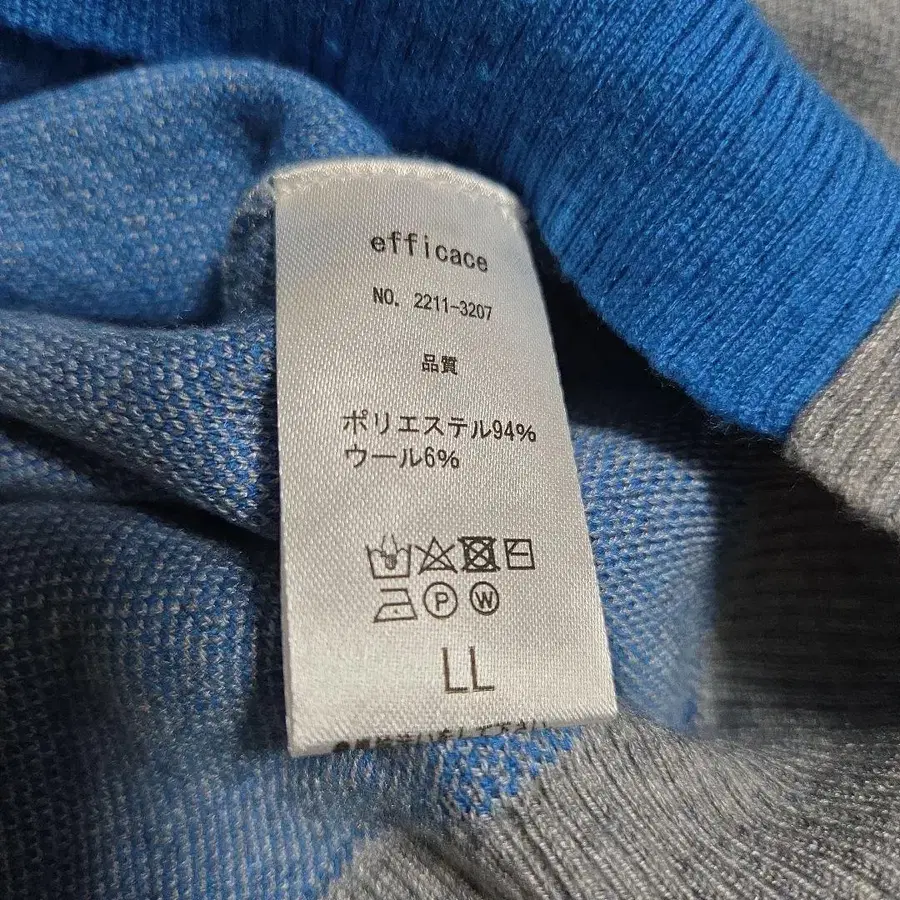 efficace
NO. 2211-3207
品質
ポリエステル94%
ウール6%
P W
LL